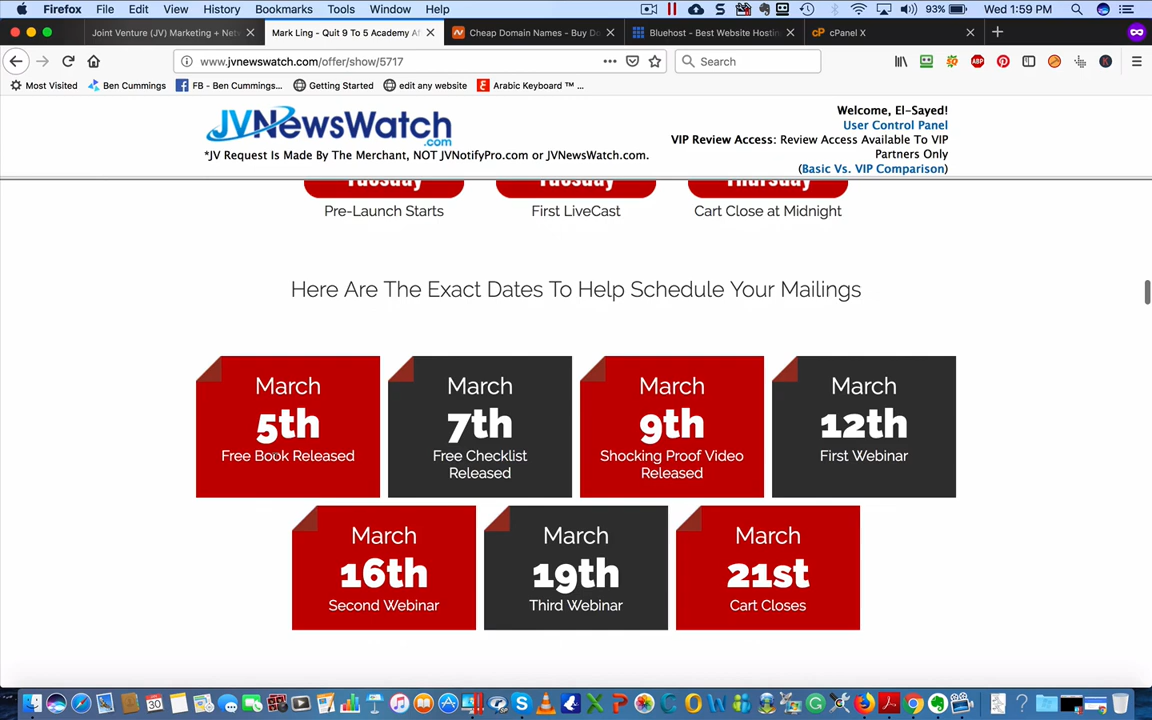 Firefox File Edit View History Bookmarks Tools Window Help 93% Wed 1:59 PM
Joint Venture (JV) Marketing + Net
Mark Ling - Quit 9 To 5 Academy A
Cheap Domain Names - Buy Do
Bluehost - Best Website Hostin
cPanel X
www.jvnewswatch.com/offer/show/5717
Search
Most Visited Ben Cummings FB - Ben Cummings... Getting Started edit any website Arabic Keyboard ™ ...
JVNewsWatch
.com
*JV Request Is Made By The Merchant, NOT JVNotifyPro.com or JVNewsWatch.com.
Welcome, El-Sayed!
User Control Panel
VIP Review Access: Review Access Available To VIP
Partners Only
(Basic Vs. VIP Comparison)
Tuesday Tuesday Thursday
Pre-Launch Starts First LiveCast Cart Close at Midnight
Here Are The Exact Dates To Help Schedule Your Mailings
March
5th
Free Book Released
March
7th
Free Checklist
Released
March
9th
Shocking Proof Video
Released
March
12th
First Webinar
March
16th
Second Webinar
March
19th
Third Webinar
March
21st
Cart Closes